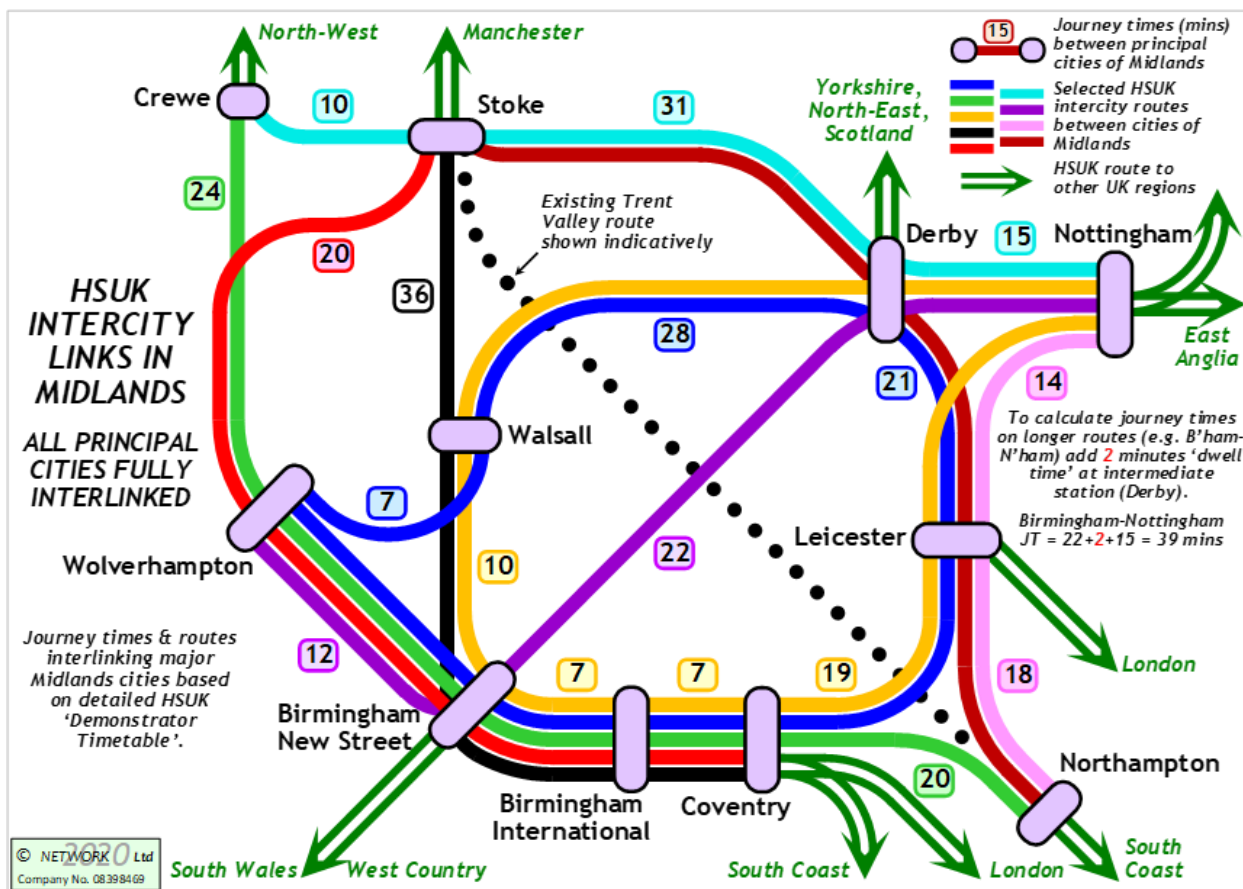 North-West
Manchester
15
Journey times (mins)
between principal
cities of Midlands
Crewe
10
Stoke
31
Yorkshire,
North-East,
Scotland
Selected HSUK
intercity routes
between cities of
Midlands
HSUK route to
other UK regions
24
20
Existing Trent
Valley route
shown indicatively
Derby
15
Nottingham
36
HSUK
INTERCITY
LINKS IN
MIDLANDS
ALL PRINCIPAL
CITIES FULLY
INTERLINKED
28
East
Anglia
21
14
Walsall
To calculate journey times
on longer routes (e.g. B'ham-
N'ham) add 2 minutes 'dwell
time' at intermediate
station (Derby).
Birmingham-Nottingham
JT = 22+2+15 = 39 mins
7
Leicester
Wolverhampton
10
22
Journey times & routes
interlinking major
Midlands cities based
on detailed HSUK
'Demonstrator
Timetable'.
12
7
7
19
18
London
Birmingham
New Street
Birmingham
International
Coventry
20
Northampton
© NETWORK 2020 Ltd
Company No. 08398469
South Wales
West Country
South Coast
London
South
Coast